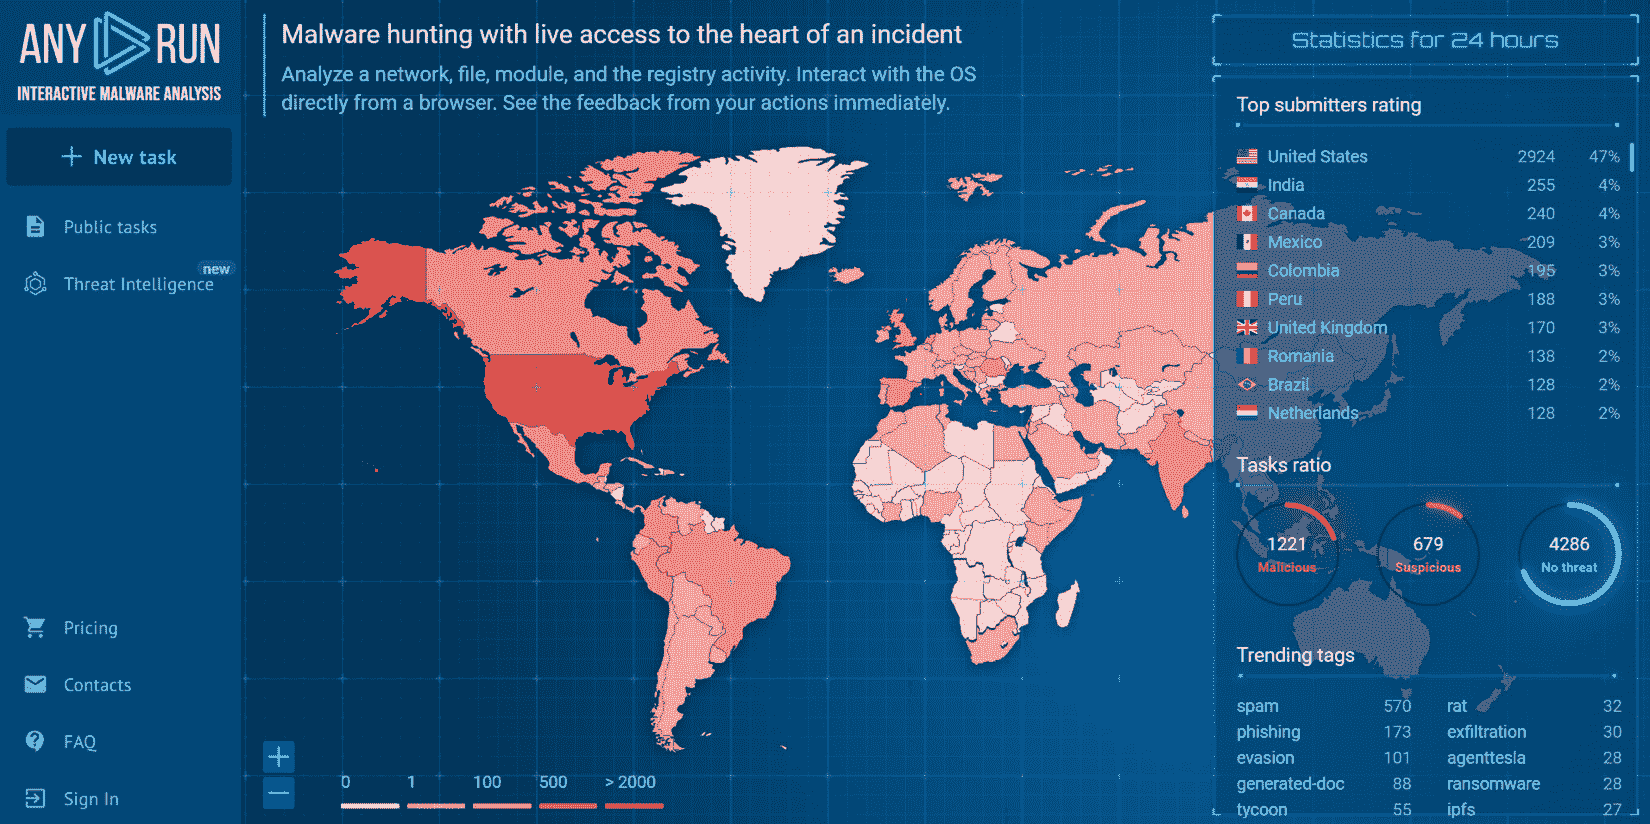 ANY RUN
INTERACTIVE MALWARE ANALYSIS
New task
Public tasks
Threat Intelligence new
Pricing
Contacts
FAQ
Sign In
Malware hunting with live access to the heart of an incident
Analyze a network, file, module, and the registry activity. Interact with the OS
directly from a browser. See the feedback from your actions immediately.
0 1 100 500 > 2000
Statistics for 24 hours
Top submitters rating
United States 2924 47%
India 255 4%
Canada 240 4%
Mexico 209 3%
Colombia 195 3%
Peru 188 3%
United Kingdom 170 3%
Romania 138 2%
Brazil 128 2%
Netherlands 128 2%
Tasks ratio
1221 679 4286
Malicious Suspicious No threat
Trending tags
spam 570 rat 32
phishing 173 exfiltration 30
evasion 101 agenttesla 28
generated-doc 88 ransomware 28
tycoon 55 ipfs 27